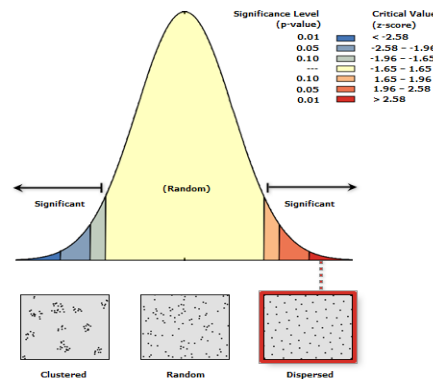 Significance Level Critical Value
(p-value) (z-score)
0.01 < -2.58
0.05 -2.58 – -1.96
0.10 -1.96 – -1.65
--- -1.65 – 1.65
0.10 1.65 – 1.96
0.05 1.96 – 2.58
0.01 > 2.58
Significant (Random) Significant
Clustered Random Dispersed